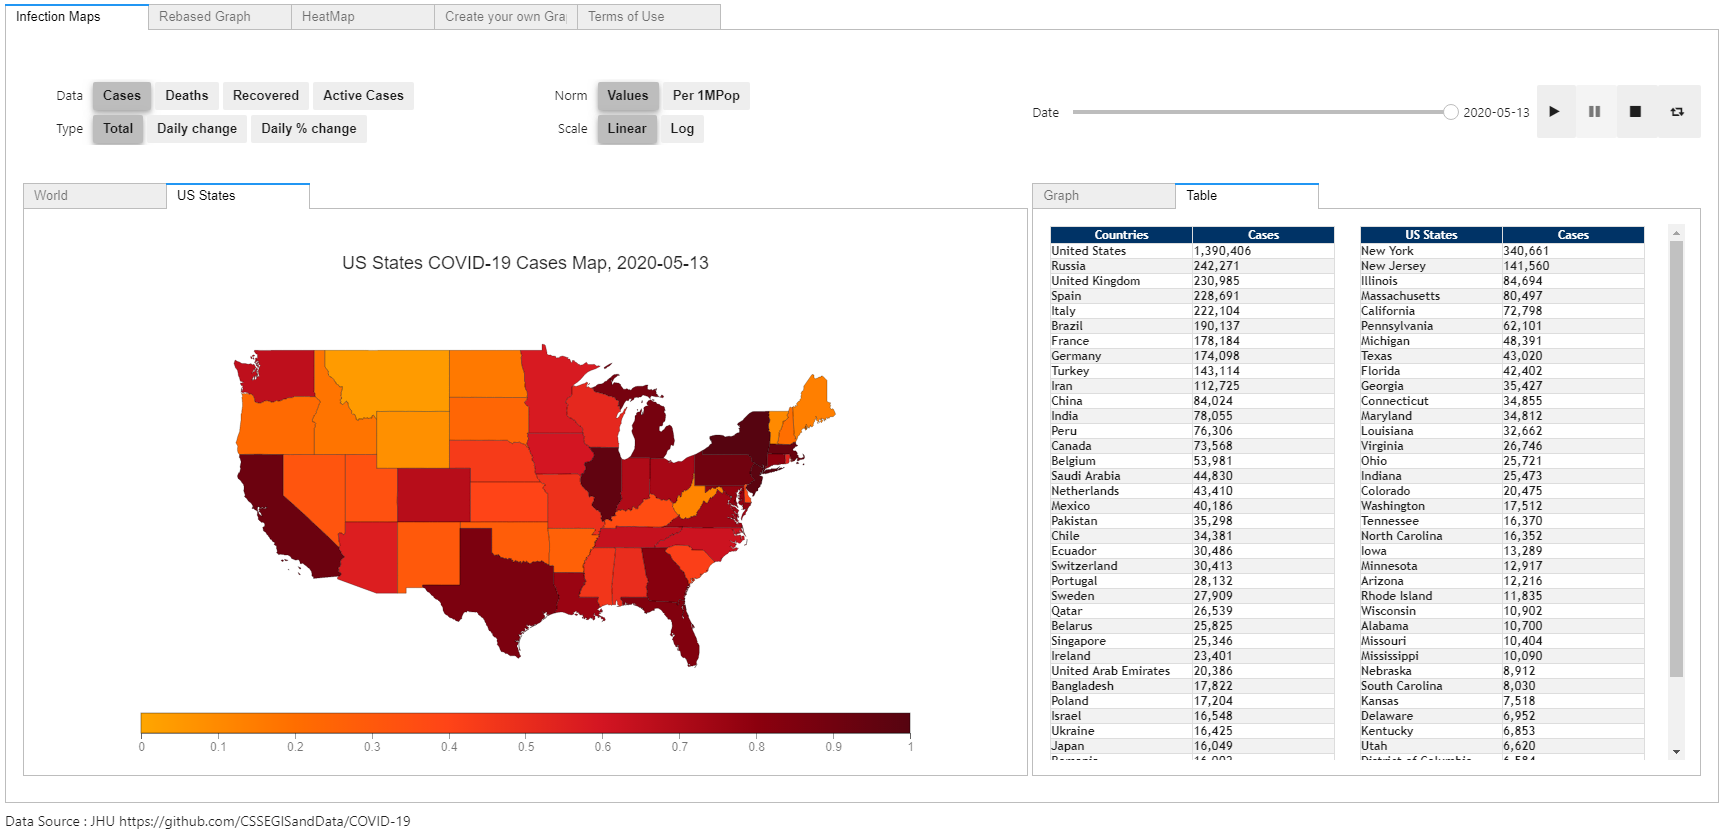 Infection Maps Rebased Graph HeatMap Create your own Gra Terms of Use
Data Cases Deaths Recovered Active Cases Norm Values Per 1MPop
Type Total Daily change Daily % change Scale Linear Log
Date 2020-05-13
World US States
US States COVID-19 Cases Map, 2020-05-13
0 0.1 0.2 0.3 0.4 0.5 0.6 0.7 0.8 0.9 1
Graph Table
Countries Cases
United States 1,390,406
Russia 242,271
United Kingdom 230,985
Spain 228,691
Italy 222,104
Brazil 190,137
France 178,184
Germany 174,098
Turkey 143,114
Iran 112,725
China 84,024
India 78,055
Peru 76,306
Canada 73,568
Belgium 53,981
Saudi Arabia 44,830
Netherlands 43,410
Mexico 40,186
Pakistan 35,298
Chile 34,381
Ecuador 30,486
Switzerland 30,413
Portugal 28,132
Sweden 27,909
Qatar 26,539
Belarus 25,825
Singapore 25,346
Ireland 23,401
United Arab Emirates 20,386
Bangladesh 17,822
Poland 17,204
Israel 16,548
Ukraine 16,425
Japan 16,049
US States Cases
New York 340,661
New Jersey 141,560
Illinois 84,694
Massachusetts 80,497
California 72,798
Pennsylvania 62,101
Michigan 48,391
Texas 43,020
Florida 42,402
Georgia 35,427
Connecticut 34,855
Maryland 34,812
Louisiana 32,662
Virginia 26,746
Ohio 25,721
Indiana 25,473
Colorado 20,475
Washington 17,512
Tennessee 16,370
North Carolina 16,352
Iowa 13,289
Minnesota 12,917
Arizona 12,216
Rhode Island 11,835
Wisconsin 10,902
Alabama 10,700
Missouri 10,404
Mississippi 10,090
Nebraska 8,912
South Carolina 8,030
Kansas 7,518
Delaware 6,952
Kentucky 6,853
Utah 6,620
Data Source : JHU https://github.com/CSSEGISandData/COVID-19